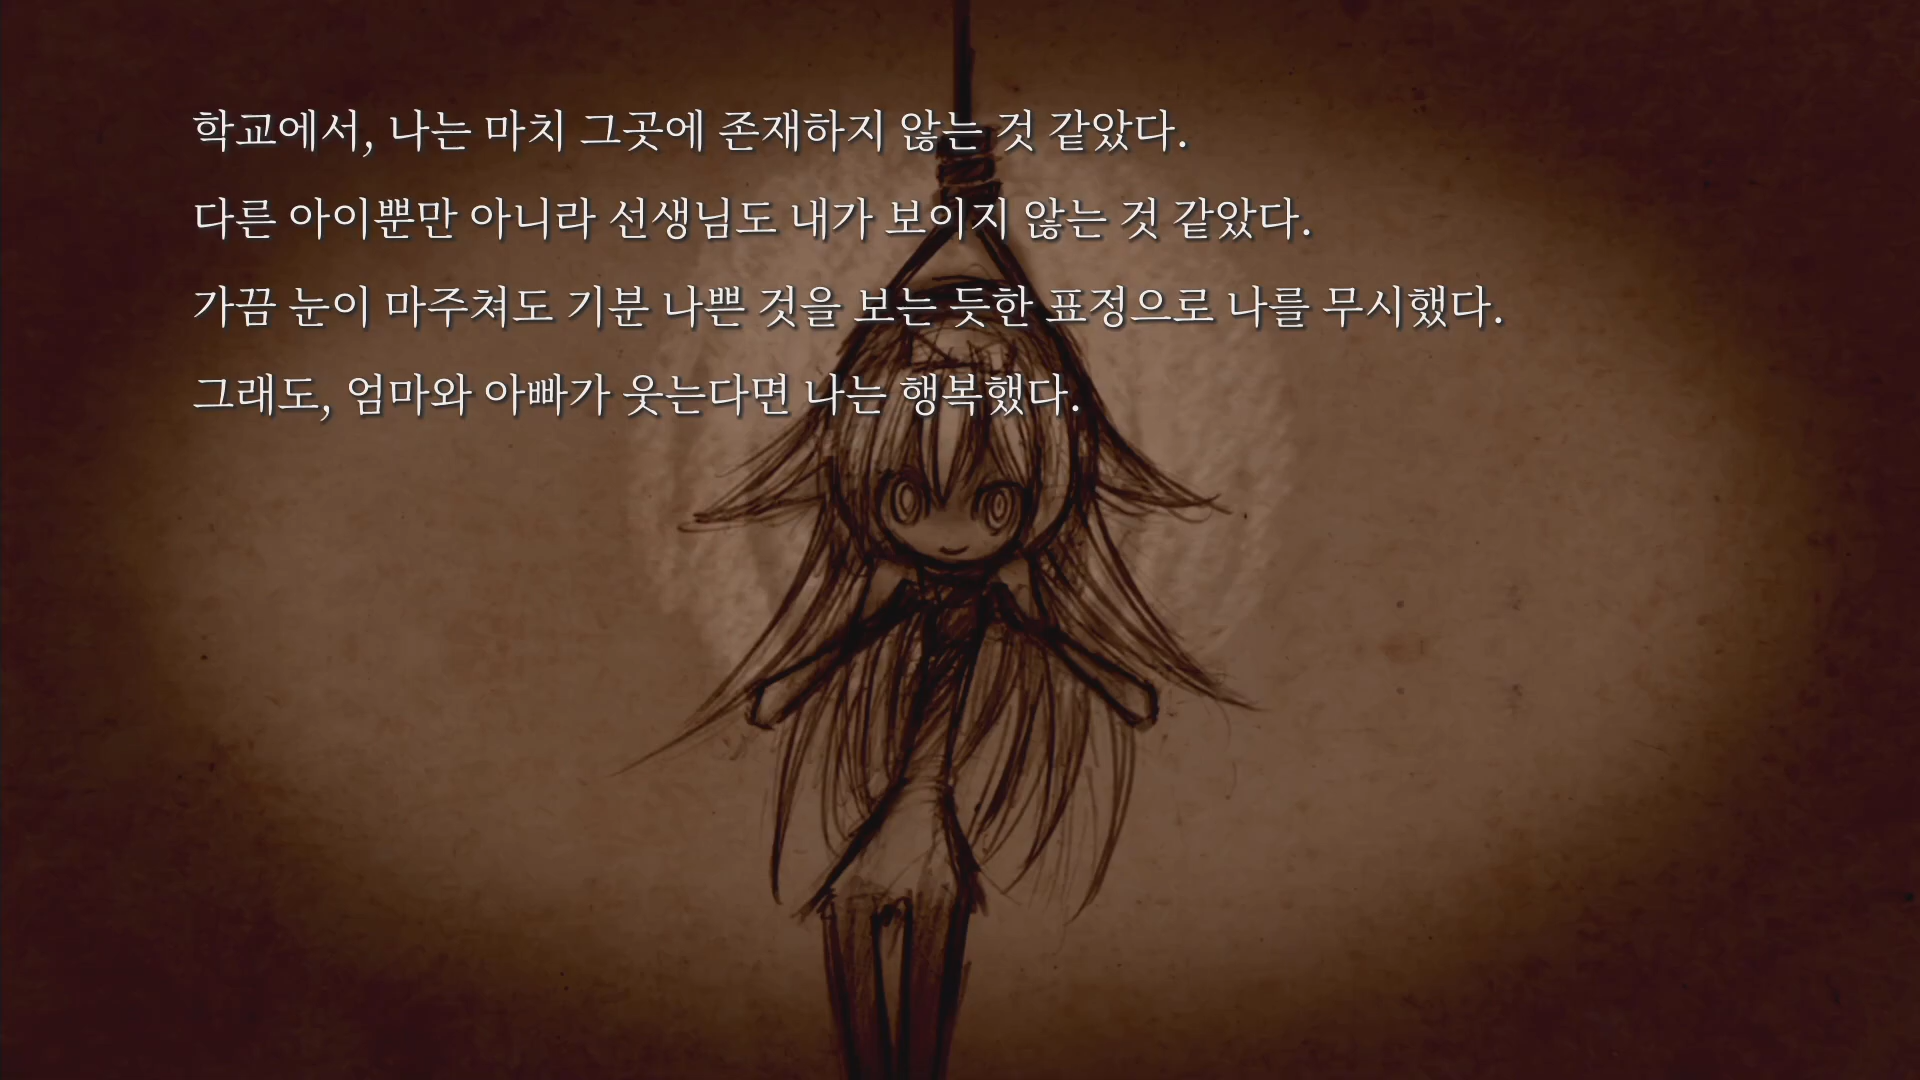 학교에서, 나는 마치 그곳에 존재하지 않는 것 같았다.
다른 아이뿐만 아니라 선생님도 내가 보이지 않는 것 같았다.
가끔 눈이 마주쳐도 기분 나쁜 것을 보는 듯한 표정으로 나를 무시했다.
그래도, 엄마와 아빠가 웃는다면 나는 행복했다.